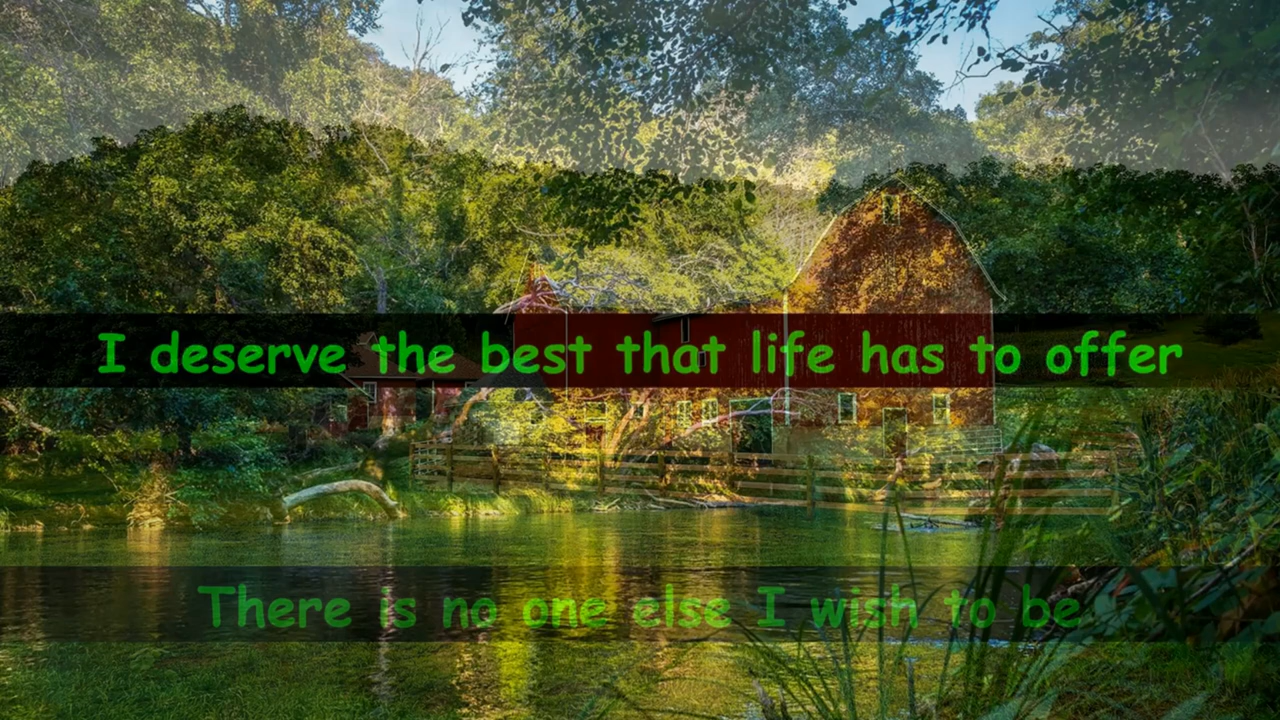 I deserve the best that life has to offer
There is no one else I wish to be